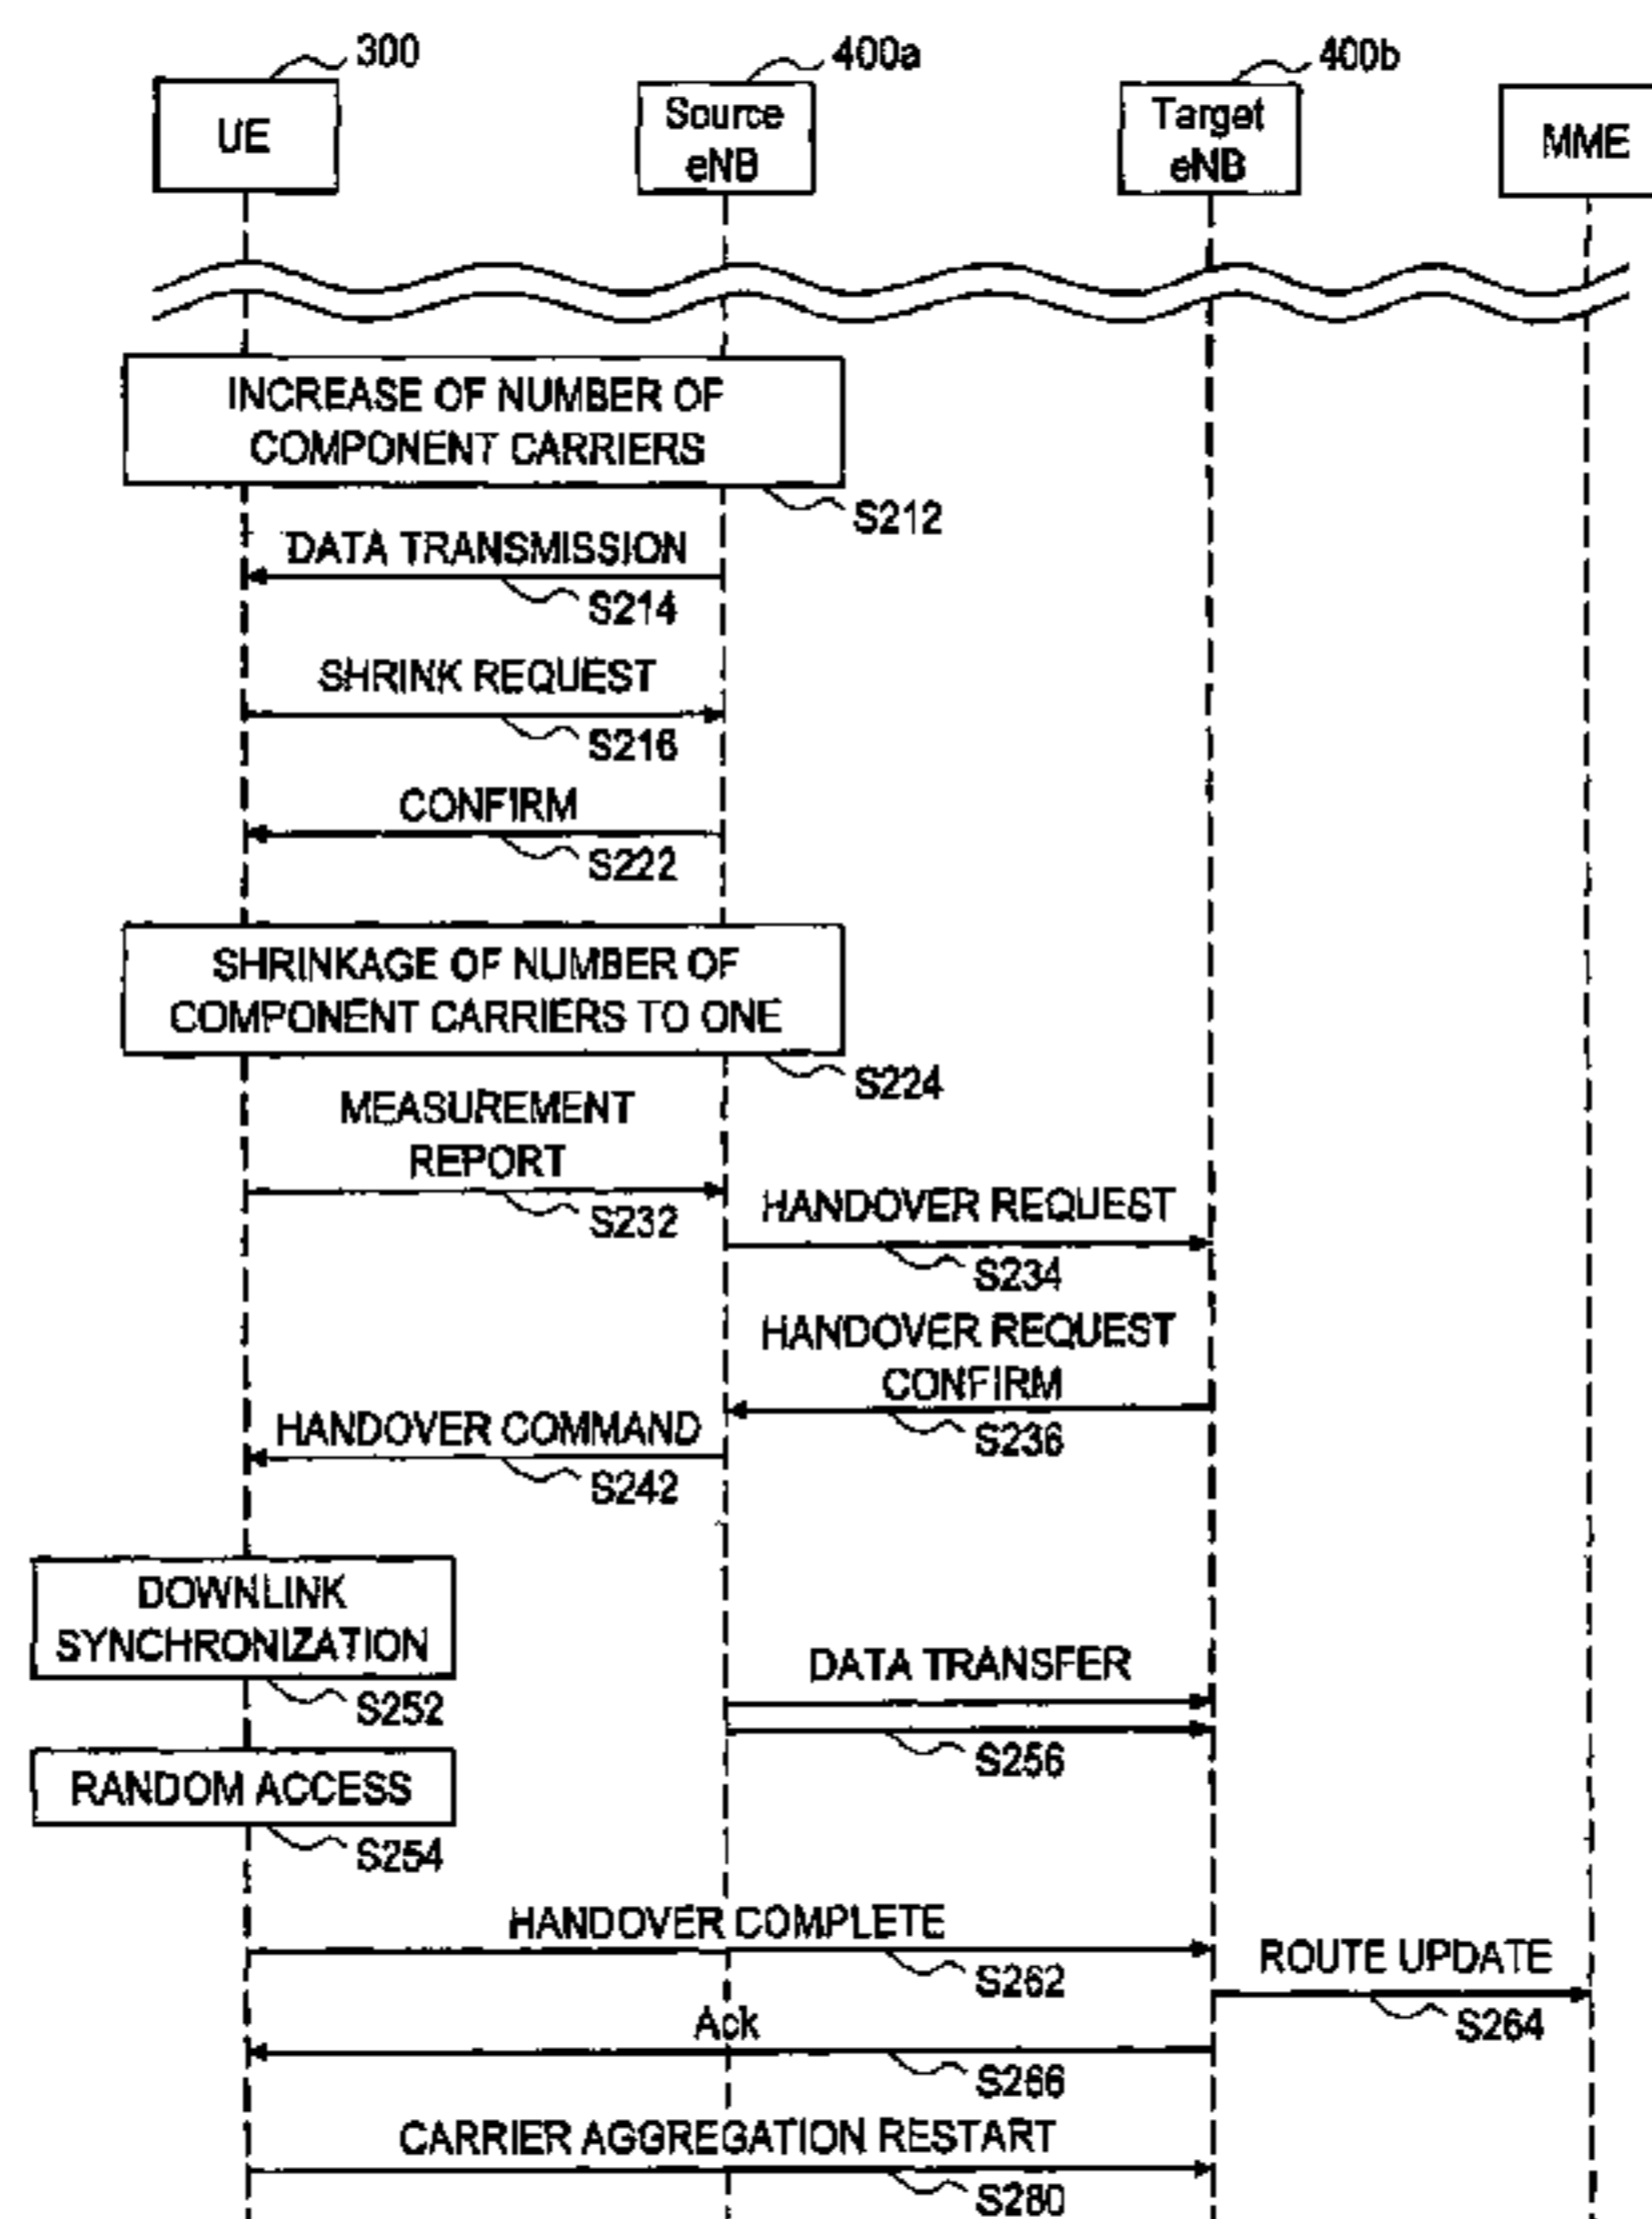 300
400a
400b
UE
Source
eNB
Target
eNB
MME
INCREASE OF NUMBER OF
COMPONENT CARRIERS
S212
DATA TRANSMISSION
S214
SHRINK REQUEST
S216
CONFIRM
S222
SHRINKAGE OF NUMBER OF
COMPONENT CARRIERS TO ONE
S224
MEASUREMENT
REPORT
S232
HANDOVER REQUEST
S234
HANDOVER REQUEST
CONFIRM
S236
HANDOVER COMMAND
S242
DOWNLINK
SYNCHRONIZATION
S252
DATA TRANSFER
S256
RANDOM ACCESS
S254
HANDOVER COMPLETE
S262
ROUTE UPDATE
S264
Ack
S266
CARRIER AGGREGATION RESTART
S280